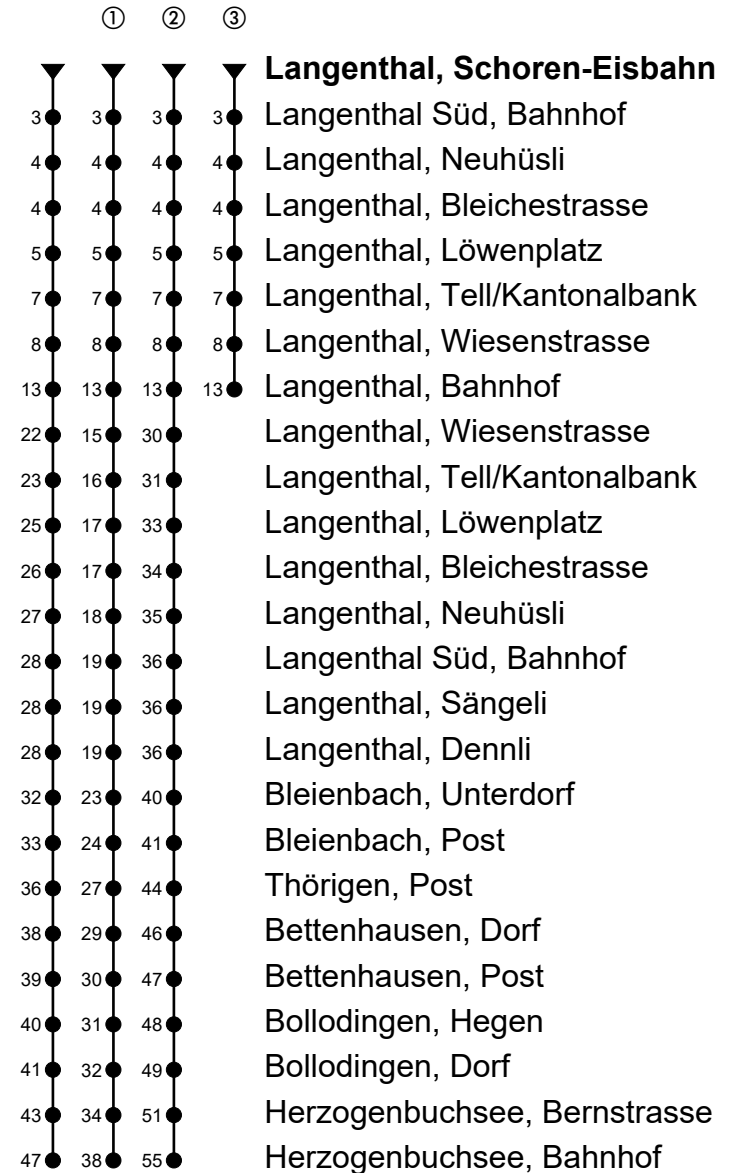 ① ② ③
Langenthal, Schoren-Eisbahn
3 3 3 3 Langenthal Süd, Bahnhof
4 4 4 4 Langenthal, Neuhüsli
4 4 4 4 Langenthal, Bleichestrasse
5 5 5 5 Langenthal, Löwenplatz
7 7 7 7 Langenthal, Tell/Kantonalbank
8 8 8 8 Langenthal, Wiesenstrasse
13 13 13 13 Langenthal, Bahnhof
22 15 30 Langenthal, Wiesenstrasse
23 16 31 Langenthal, Tell/Kantonalbank
25 17 33 Langenthal, Löwenplatz
26 17 34 Langenthal, Bleichestrasse
27 18 35 Langenthal, Neuhüsli
28 19 36 Langenthal Süd, Bahnhof
28 19 36 Langenthal, Sängeli
28 19 36 Langenthal, Dennli
32 23 40 Bleienbach, Unterdorf
33 24 41 Bleienbach, Post
36 27 44 Thörigen, Post
38 29 46 Bettenhausen, Dorf
39 30 47 Bettenhausen, Post
40 31 48 Bollodingen, Hegen
41 32 49 Bollodingen, Dorf
43 34 51 Herzogenbuchsee, Bernstrasse
47 38 55 Herzogenbuchsee, Bahnhof